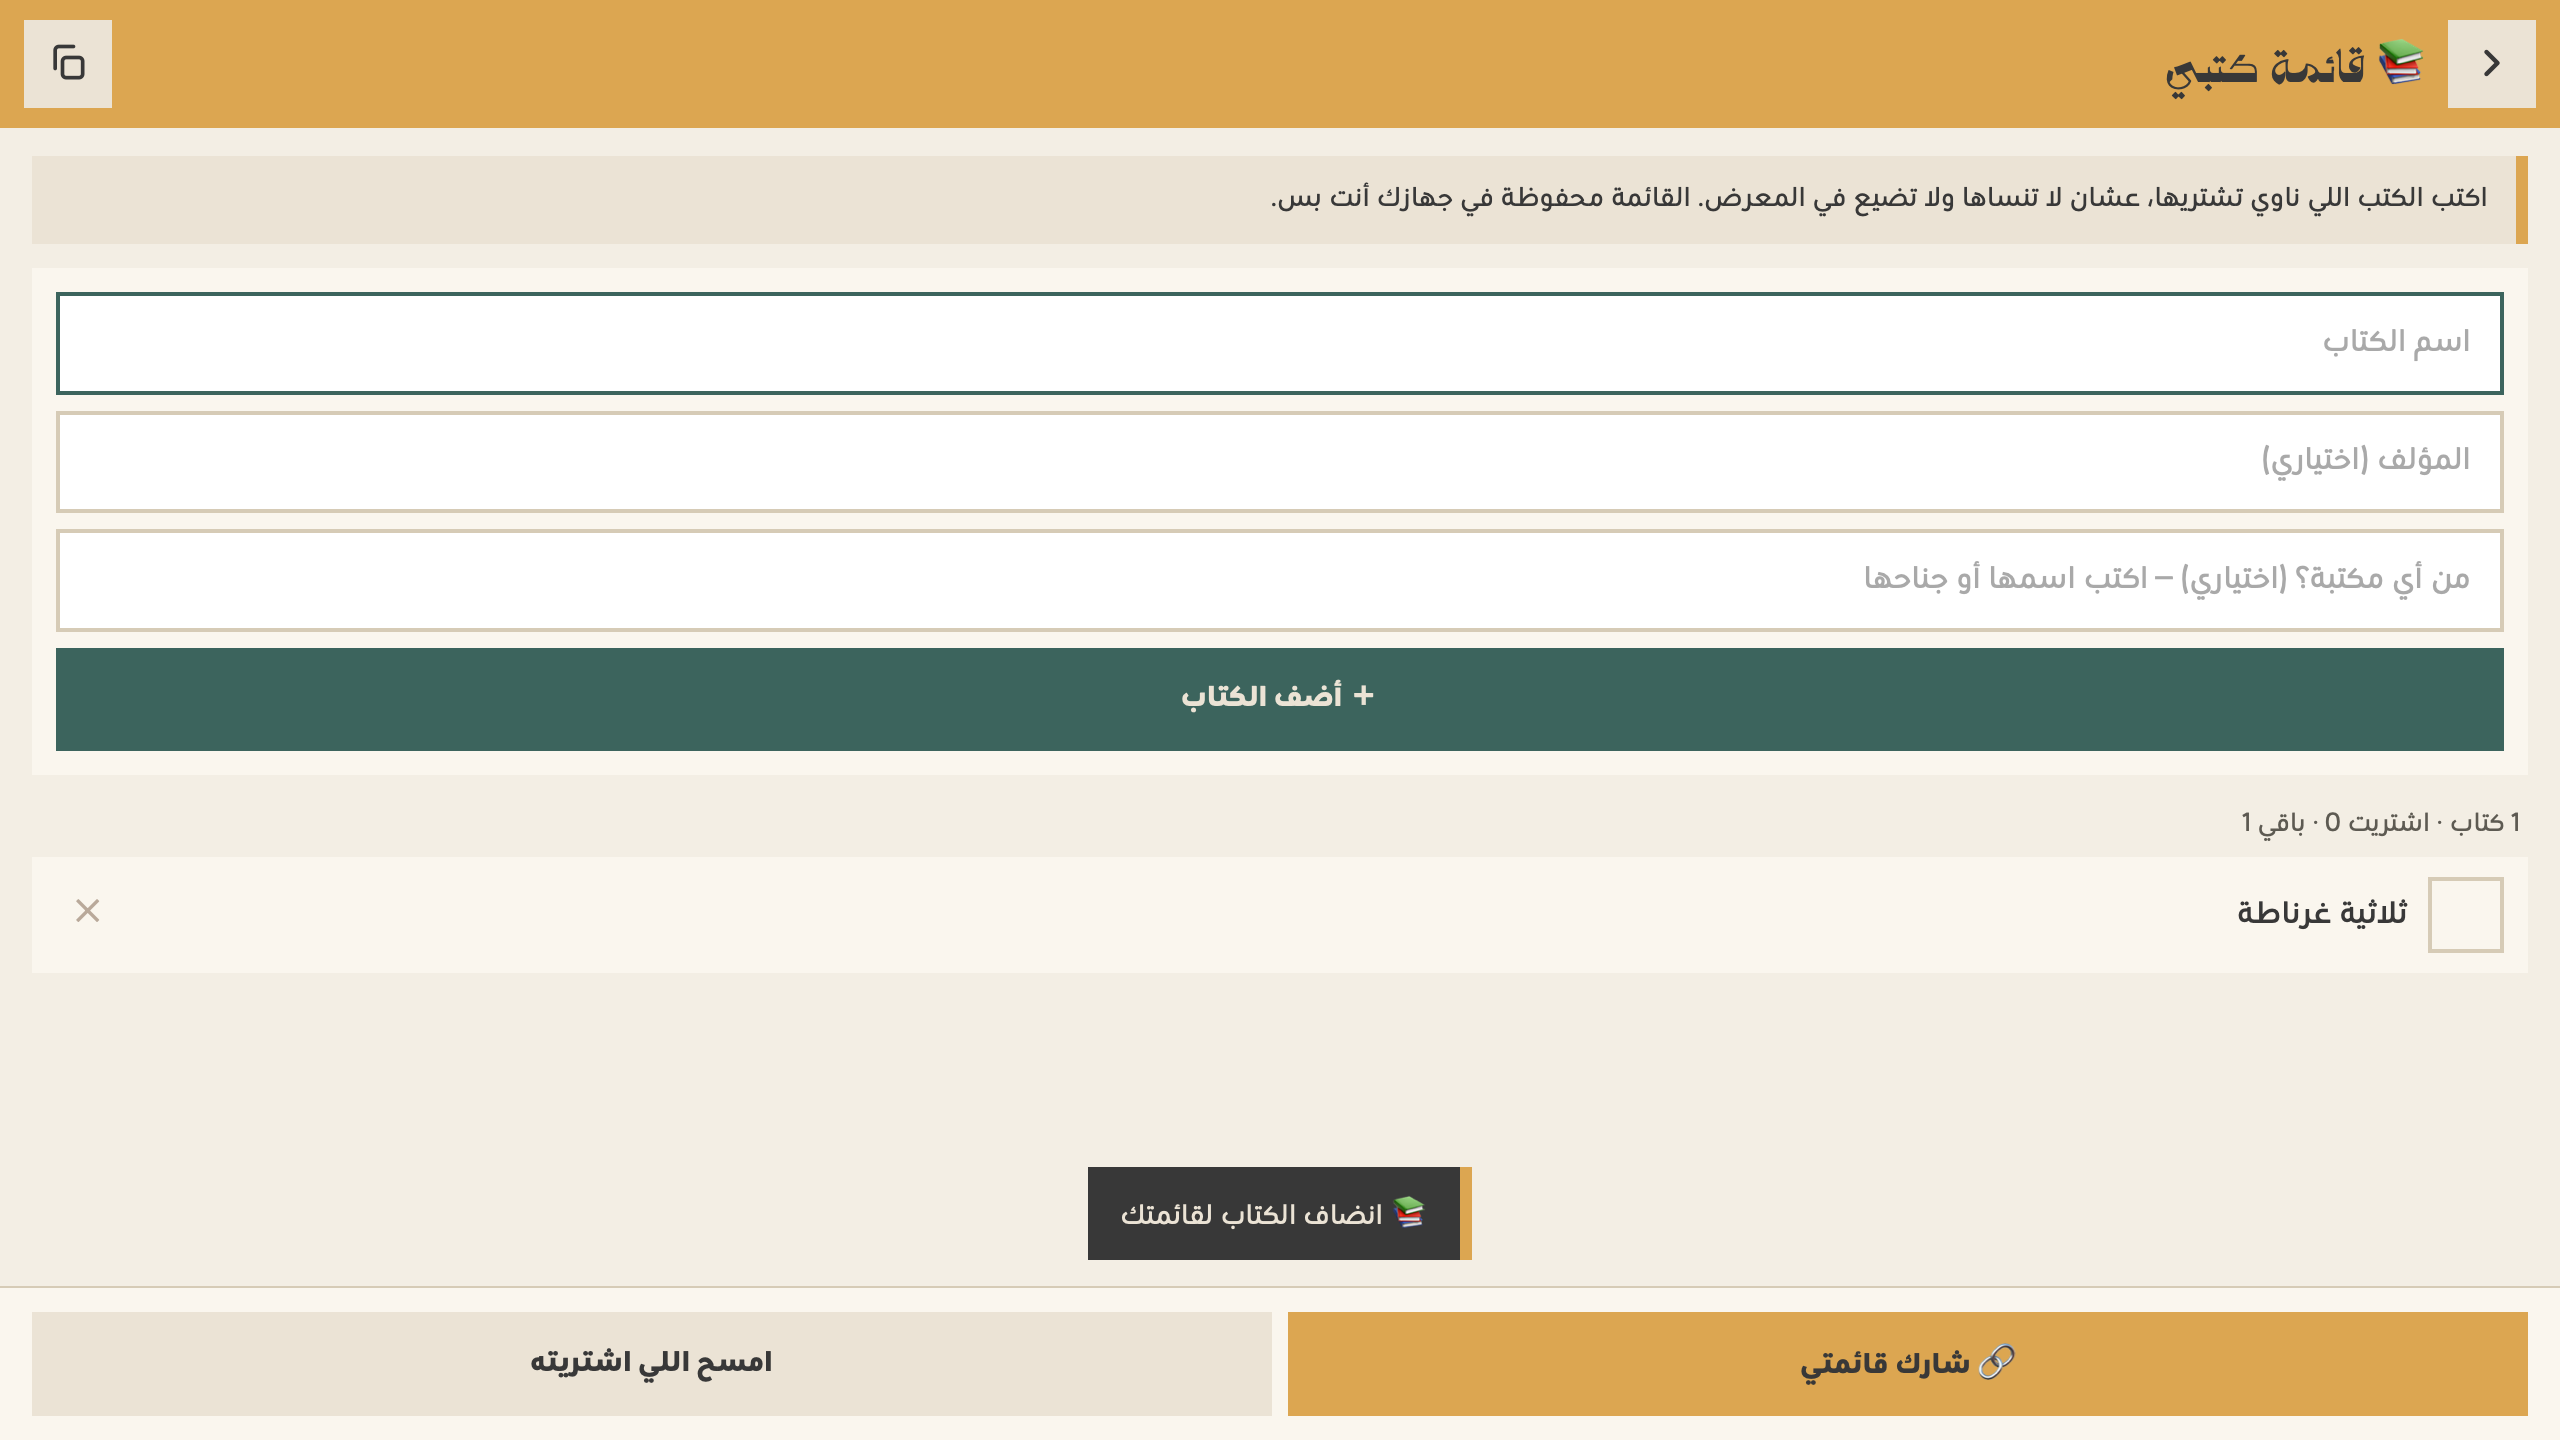 📚 قائمة كتبي
اكتب الكتب اللي ناوي تشتريها، عشان لا تنساها ولا تضيع في المعرض. القائمة محفوظة في جهازك أنت بس.
اسم الكتاب
المؤلف (اختياري)
من أي مكتبة؟ (اختياري) – اكتب اسمها أو جناحها
+ أضف الكتاب
1 كتاب · اشتريت 0 · باقي 1
ثلاثية غرناطة
📚 انضاف الكتاب لقائمتك
🔗 شارك قائمتي
امسح اللي اشتريته